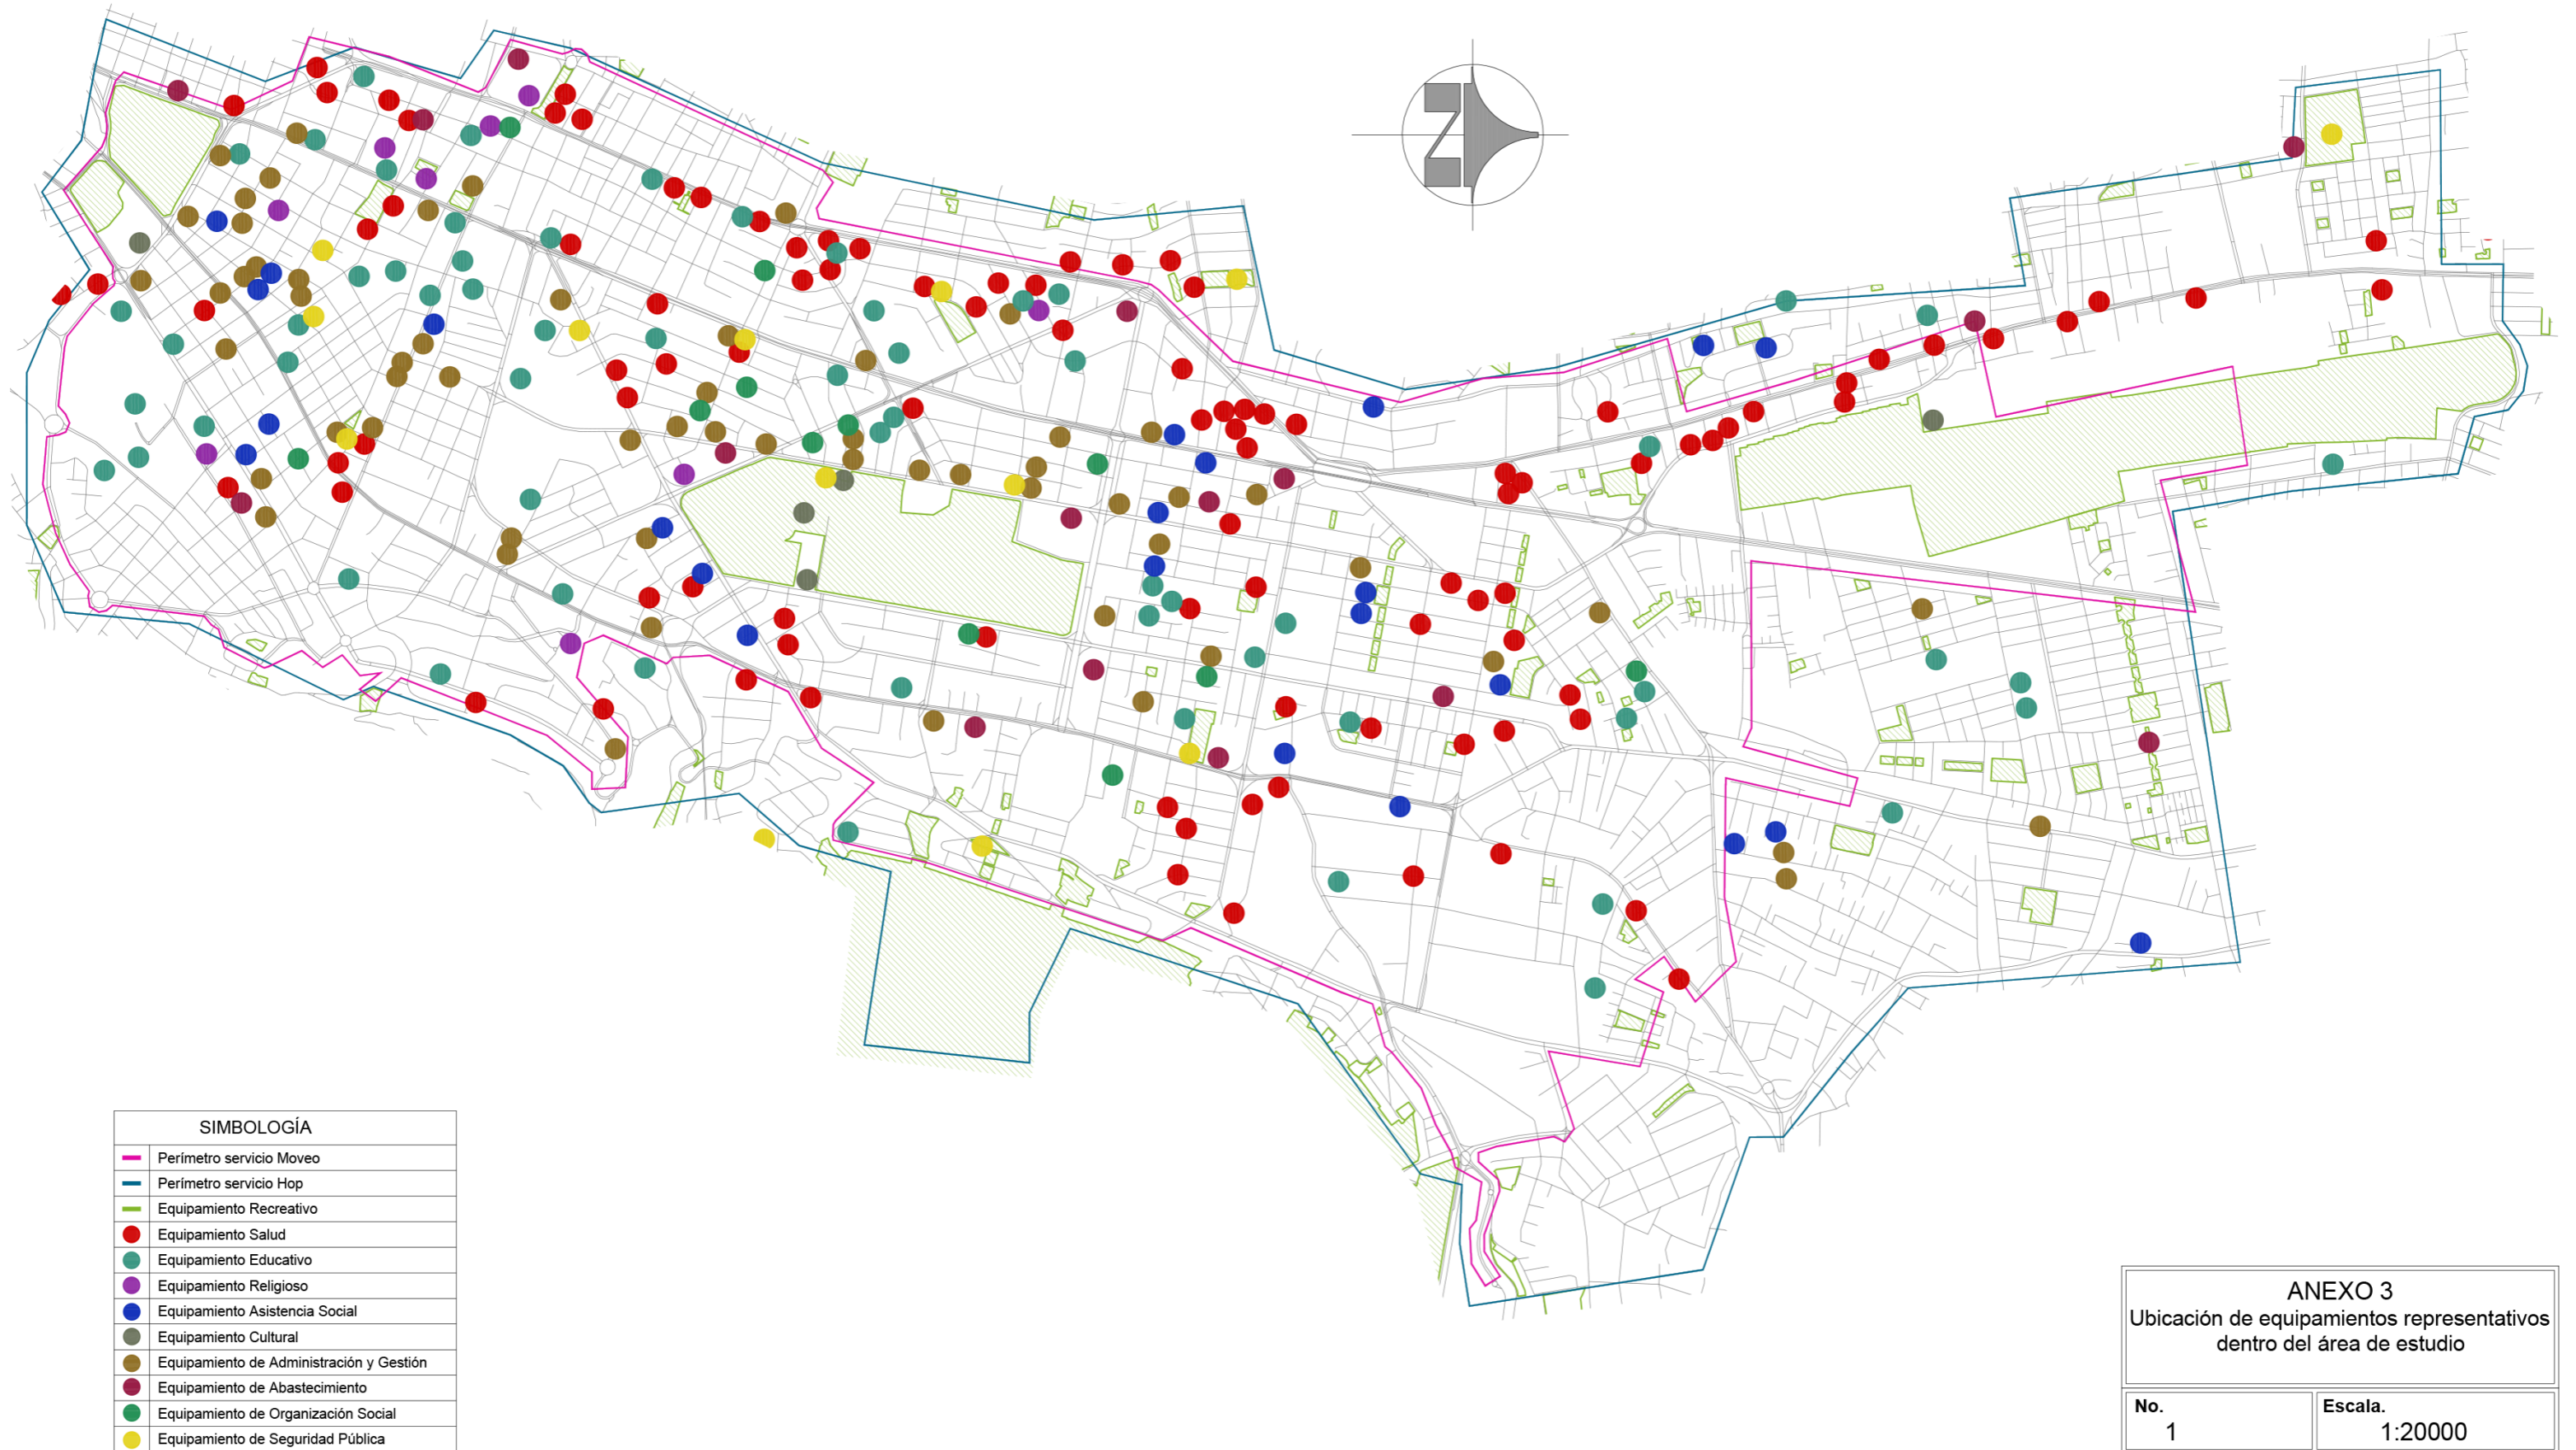 N
SIMBOLOGÍA
Perímetro servicio Moveo
Perímetro servicio Hop
Equipamiento Recreativo
Equipamiento Salud
Equipamiento Educativo
Equipamiento Religioso
Equipamiento Asistencia Social
Equipamiento Cultural
Equipamiento de Administración y Gestión
Equipamiento de Abastecimiento
Equipamiento de Organización Social
Equipamiento de Seguridad Pública
ANEXO 3
Ubicación de equipamientos representativos
dentro del área de estudio
No.
1
Escala.
1:20000